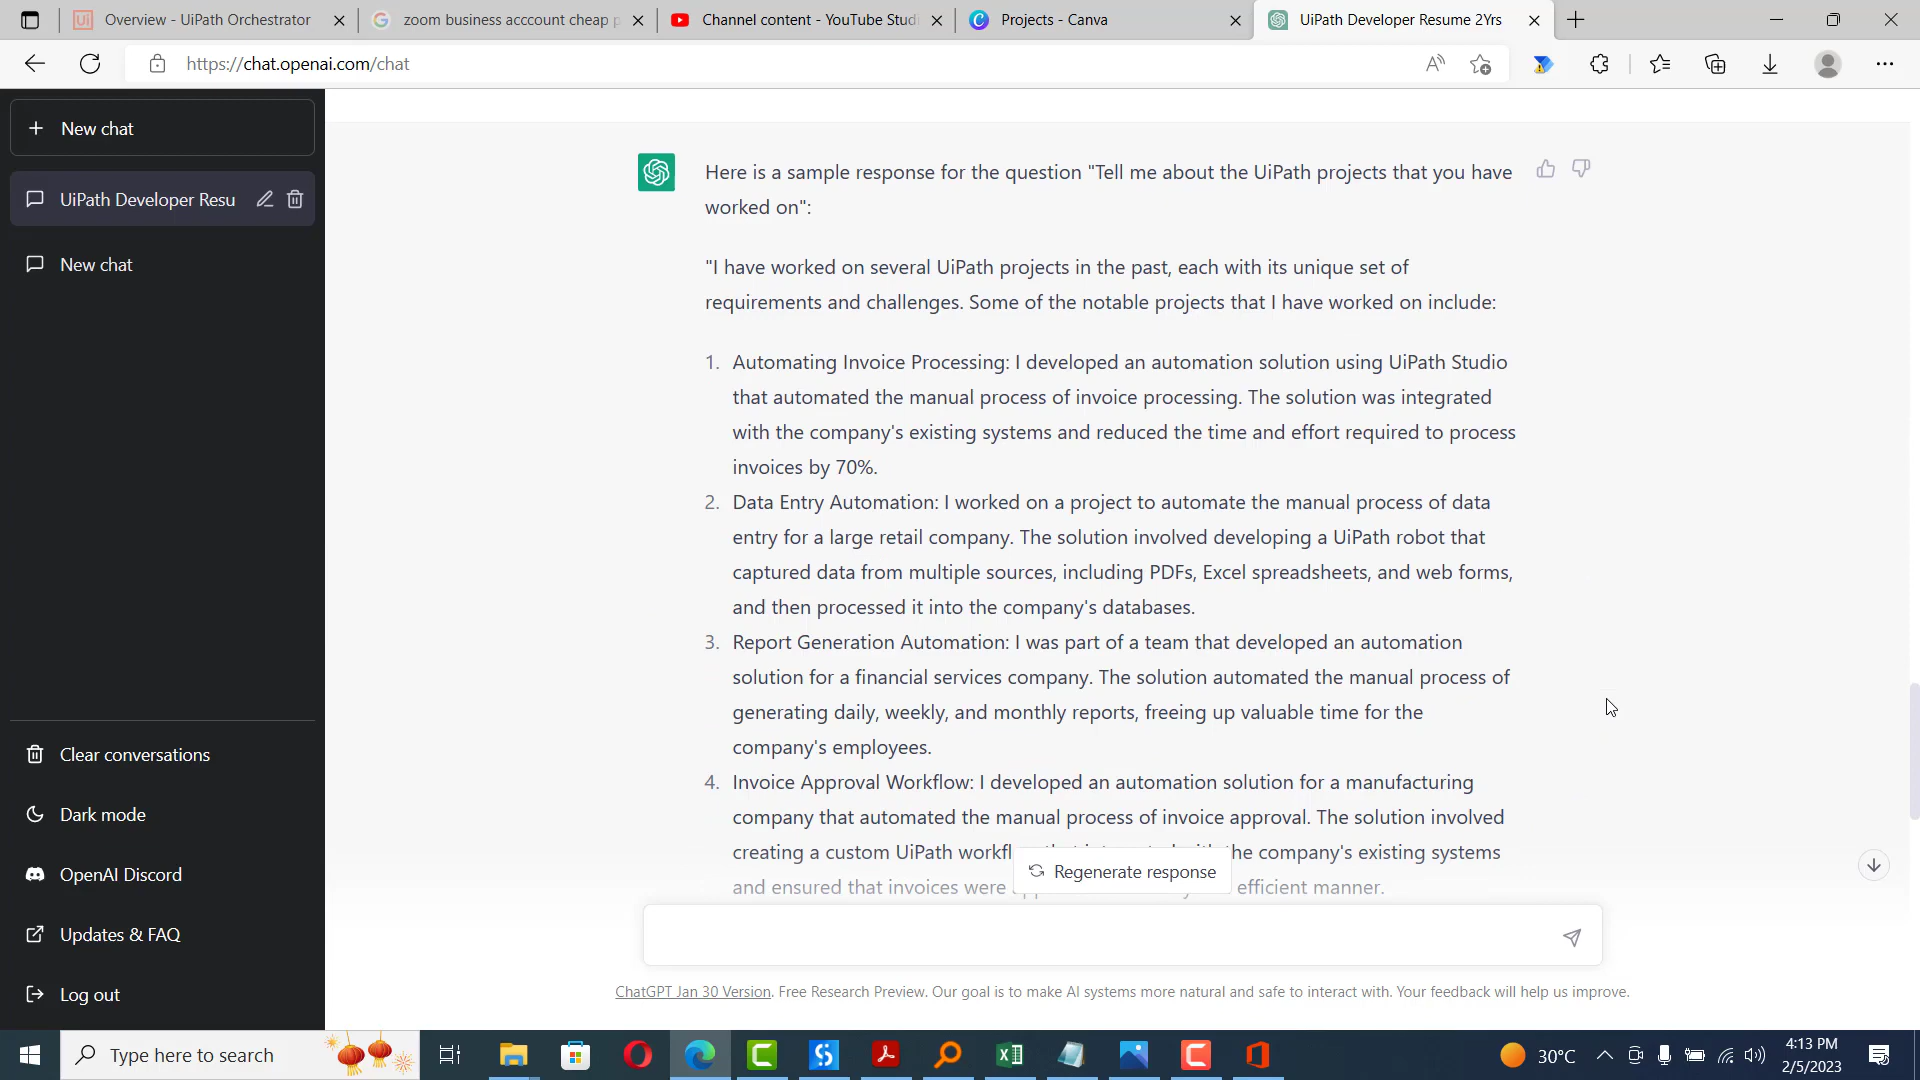 Overview - UiPath Orchestrator
zoom business acccount cheap p
Channel content - YouTube Studi
Projects - Canva
UiPath Developer Resume 2Yrs
https://chat.openai.com/chat
New chat
UiPath Developer Resu
New chat
Clear conversations
Dark mode
OpenAI Discord
Updates & FAQ
Log out
Here is a sample response for the question "Tell me about the UiPath projects that you have
worked on":
"I have worked on several UiPath projects in the past, each with its unique set of
requirements and challenges. Some of the notable projects that I have worked on include:
1. Automating Invoice Processing: I developed an automation solution using UiPath Studio
that automated the manual process of invoice processing. The solution was integrated
with the company's existing systems and reduced the time and effort required to process
invoices by 70%.
2. Data Entry Automation: I worked on a project to automate the manual process of data
entry for a large retail company. The solution involved developing a UiPath robot that
captured data from multiple sources, including PDFs, Excel spreadsheets, and web forms,
and then processed it into the company's databases.
3. Report Generation Automation: I was part of a team that developed an automation
solution for a financial services company. The solution automated the manual process of
generating daily, weekly, and monthly reports, freeing up valuable time for the
company's employees.
4. Invoice Approval Workflow: I developed an automation solution for a manufacturing
company that automated the manual process of invoice approval. The solution involved
creating a custom UiPath workfl he company's existing systems
and ensured that invoices were efficient manner.
Regenerate response
ChatGPT Jan 30 Version. Free Research Preview. Our goal is to make AI systems more natural and safe to interact with. Your feedback will help us improve.
Type here to search
30°C
4:13 PM
2/5/2023